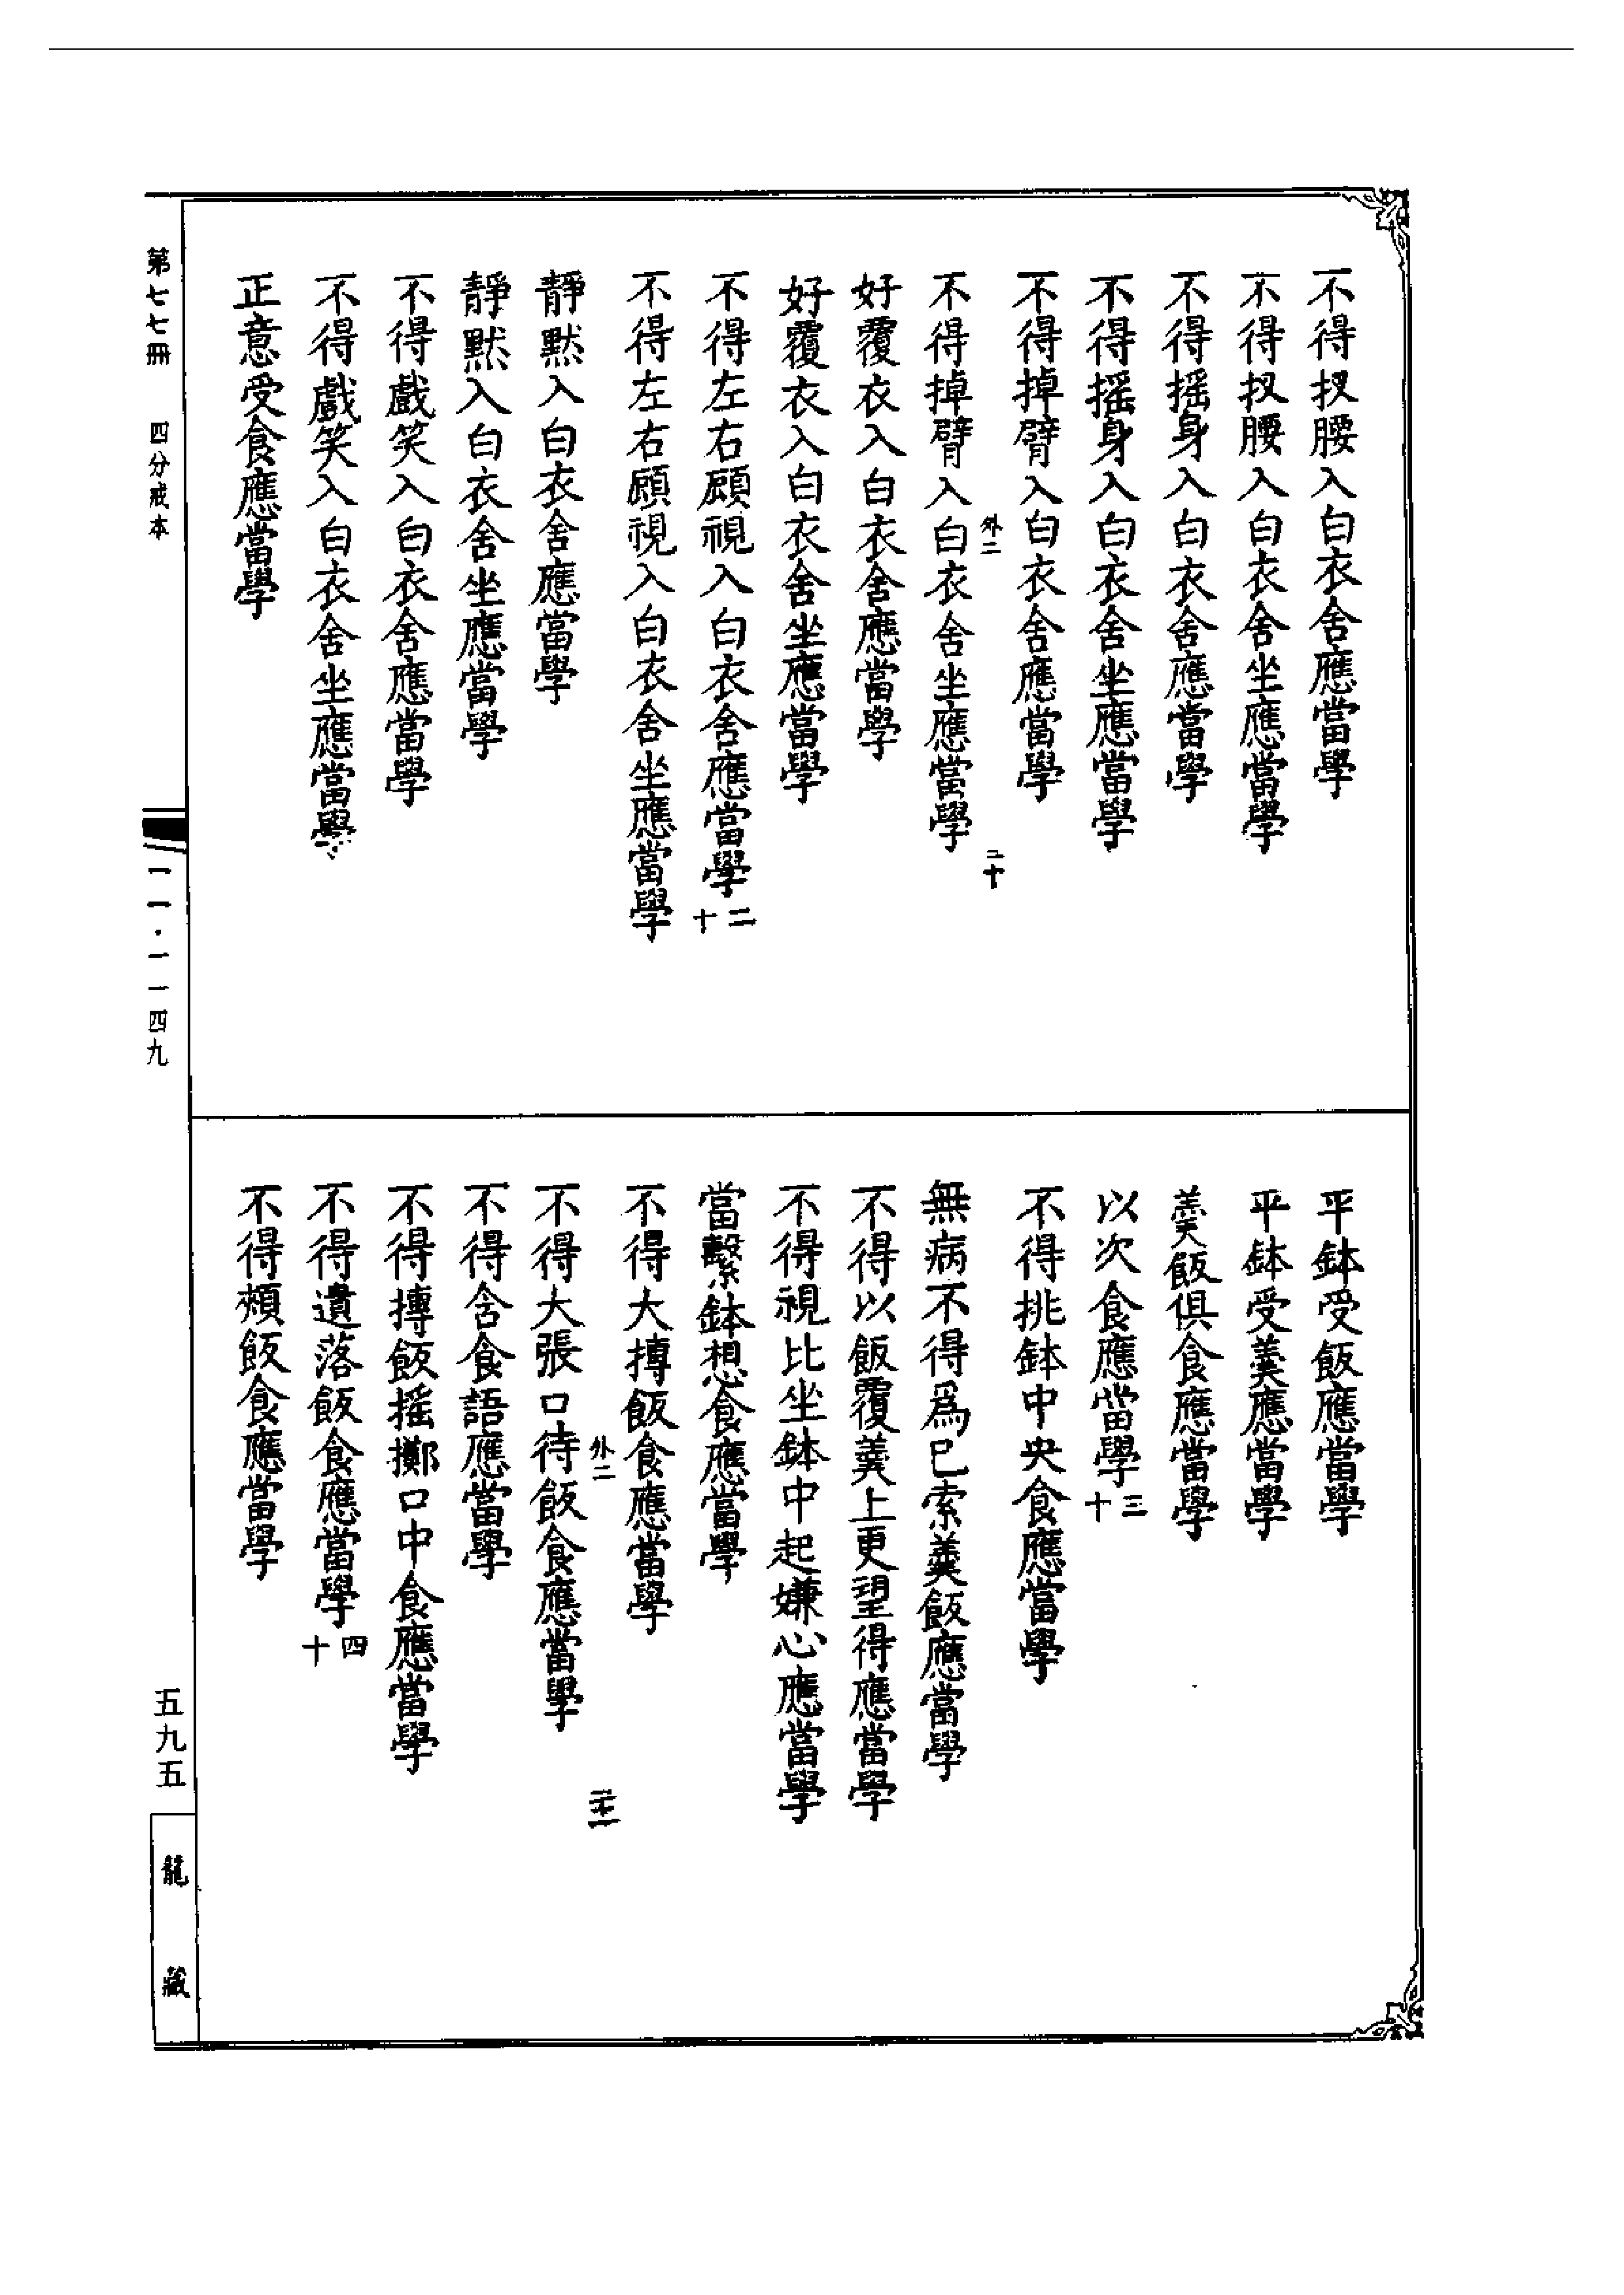 不得扠腰入白衣舍應當學
不得扠腰入白衣舍坐應當學
不得搖身入白衣舍應當學
不得搖身入白衣舍坐應當學
不得掉臂入白衣舍應當學
外二
二十
不得掉臂入白衣舍坐應當學
好覆衣入白衣舍應當學
好覆衣入白衣舍坐應當學
不得左右顧視入白衣舍應當學二十
不得左右顧視入白衣舍坐應當學
靜默入白衣舍應當學
靜默入白衣舍坐應當學
不得戲笑入白衣舍應當學
不得戲笑入白衣舍坐應當學
正意受食應當學
平鉢受飯應當學
平鉢受羹應當學
羹飯俱食應當學
以次食應當學三十
不得挑鉢中央食應當學
無病不得爲己索羹飯應當學
不得以飯覆羹上更望得應當學
不得視比坐鉢中起嫌心應當學
當繫鉢想食應當學
不得大摶飯食應當學
外二
不得大張口待飯食應當學
不得含食語應當學
不得摶飯搖擲口中食應當學
不得遺落飯食應當學四十
不得頰飯食應當學
第七七冊 四分戒本
一一·一一四九
五九五
龍藏